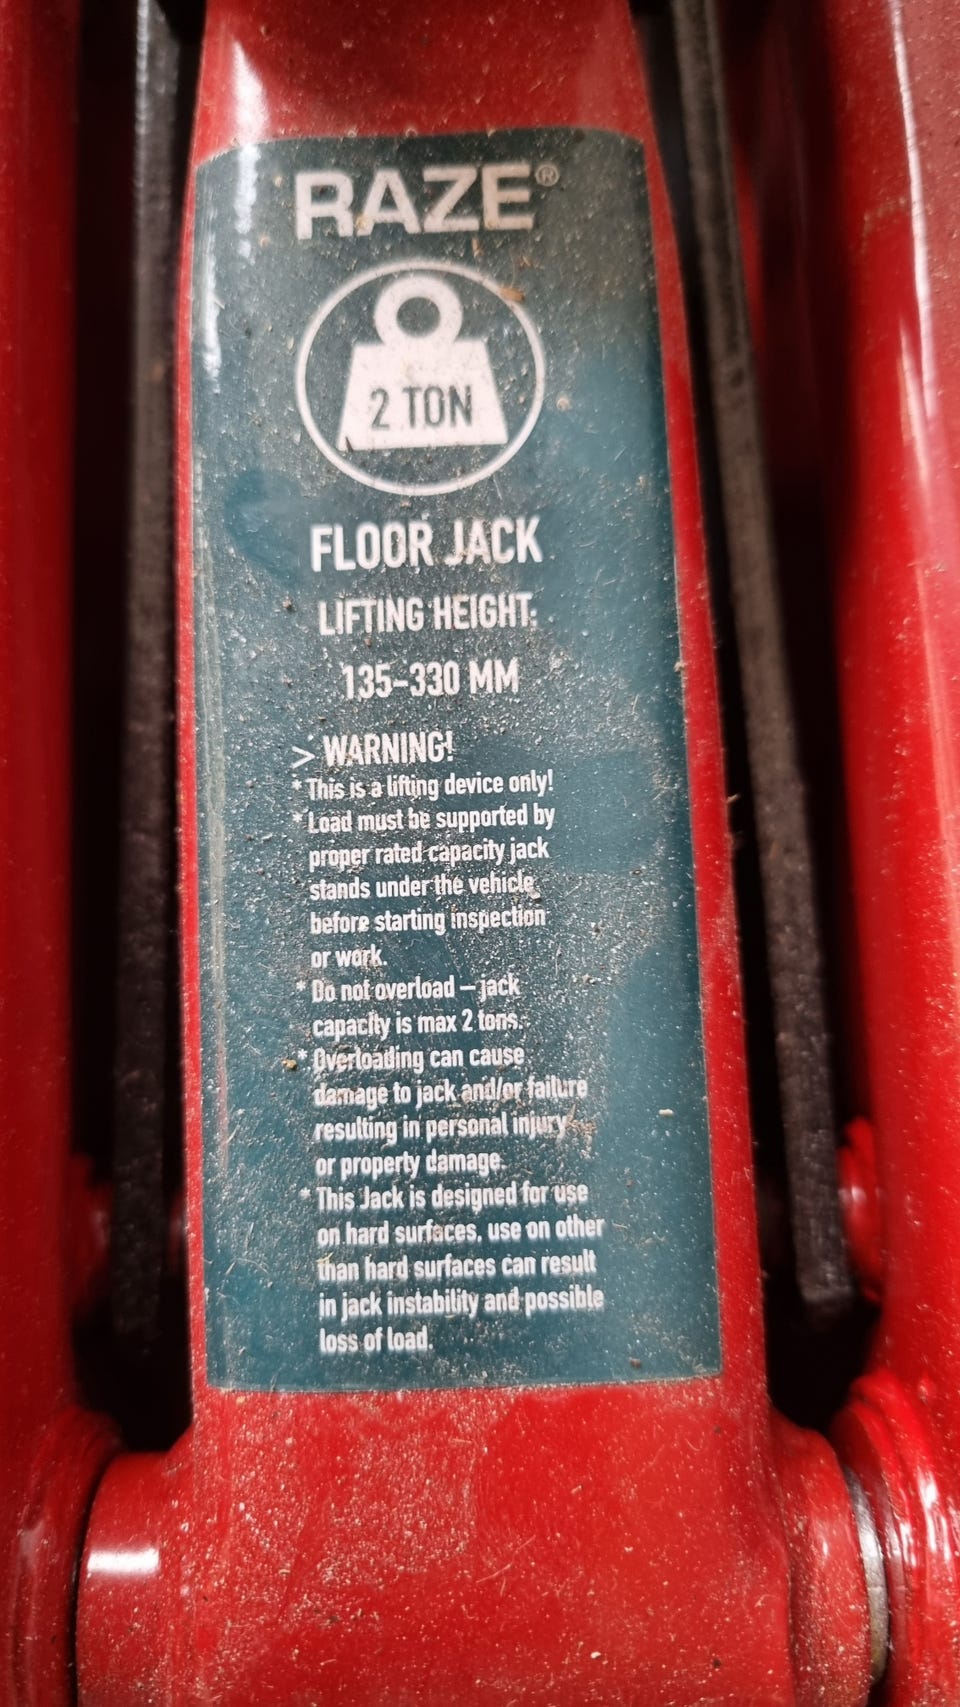 RAZE®
2 TON
FLOOR JACK
LIFTING HEIGHT:
135-330 MM
> WARNING!
* This is a lifting device only!
* Load must be supported by
proper rated capacity jack
stands under the vehicle
before starting inspection
or work.
* Do not overload – jack
capacity is max 2 tons.
* Overloading can cause
damage to jack and/or failure
resulting in personal injury
or property damage.
* This Jack is designed for use
on hard surfaces, use on other
than hard surfaces can result
in jack instability and possible
loss of load.